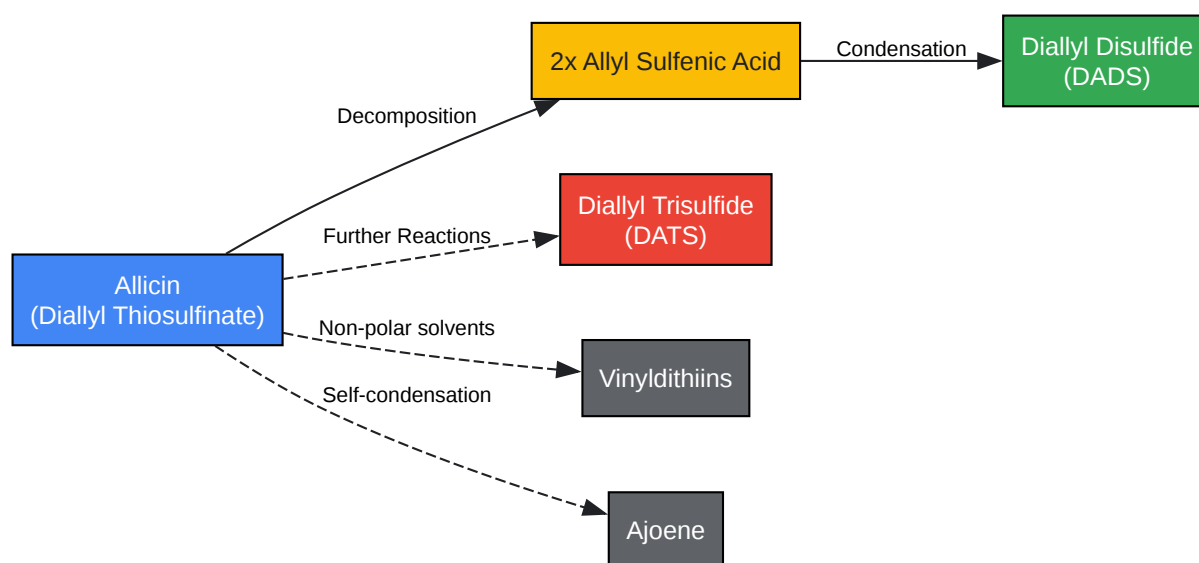 2x Allyl Sulfenic Acid
Condensation
Diallyl Disulfide
(DADS)
Decomposition
Diallyl Trisulfide
(DATS)
Further Reactions
Allicin
(Diallyl Thiosulfinate)
Non-polar solvents
Vinyldithiins
Self-condensation
Ajoene